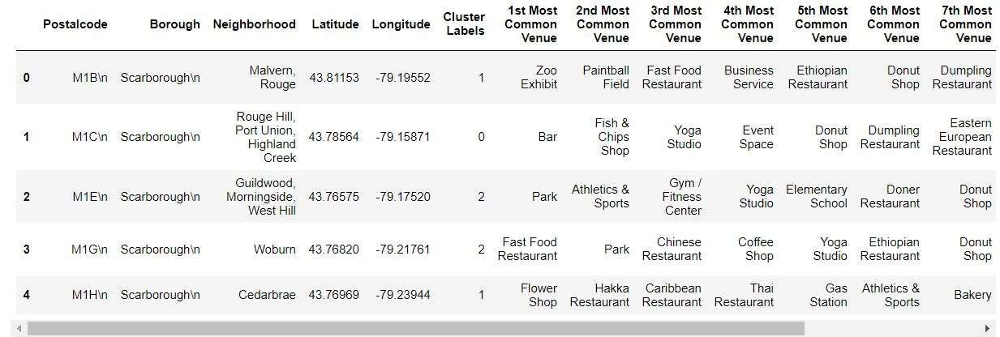 Postalcode Borough Neighborhood Latitude Longitude Cluster Labels 1st Most Common Venue 2nd Most Common Venue 3rd Most Common Venue 4th Most Common Venue 5th Most Common Venue 6th Most Common Venue 7th Most Common Venue
0 M1B\n Scarborough\n Malvern, Rouge 43.81153 -79.19552 1 Zoo Exhibit Paintball Field Fast Food Restaurant Business Service Ethiopian Restaurant Donut Shop Dumpling Restaurant
1 M1C\n Scarborough\n Rouge Hill, Port Union, Highland Creek 43.78564 -79.15871 0 Bar Fish & Chips Shop Yoga Studio Event Space Donut Shop Dumpling Restaurant Eastern European Restaurant
2 M1E\n Scarborough\n Guildwood, Morningside, West Hill 43.76575 -79.17520 2 Park Athletics & Sports Gym / Fitness Center Yoga Studio Elementary School Doner Restaurant Donut Shop
3 M1G\n Scarborough\n Woburn 43.76820 -79.21761 2 Fast Food Restaurant Park Chinese Restaurant Coffee Shop Yoga Studio Ethiopian Restaurant Donut Shop
4 M1H\n Scarborough\n Cedarbrae 43.76969 -79.23944 1 Flower Shop Hakka Restaurant Caribbean Restaurant Thai Restaurant Gas Station Athletics & Sports Bakery